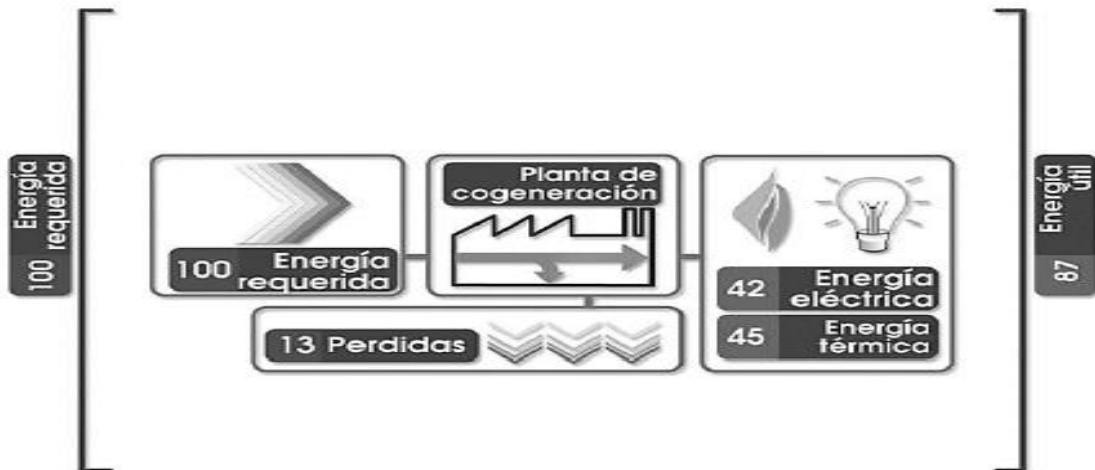 Energía
requerida
100
100
Energía
requerida
Planta de
cogeneración
13 Perdidas
42
Energía
eléctrica
45
Energía
térmica
Energía
útil
87